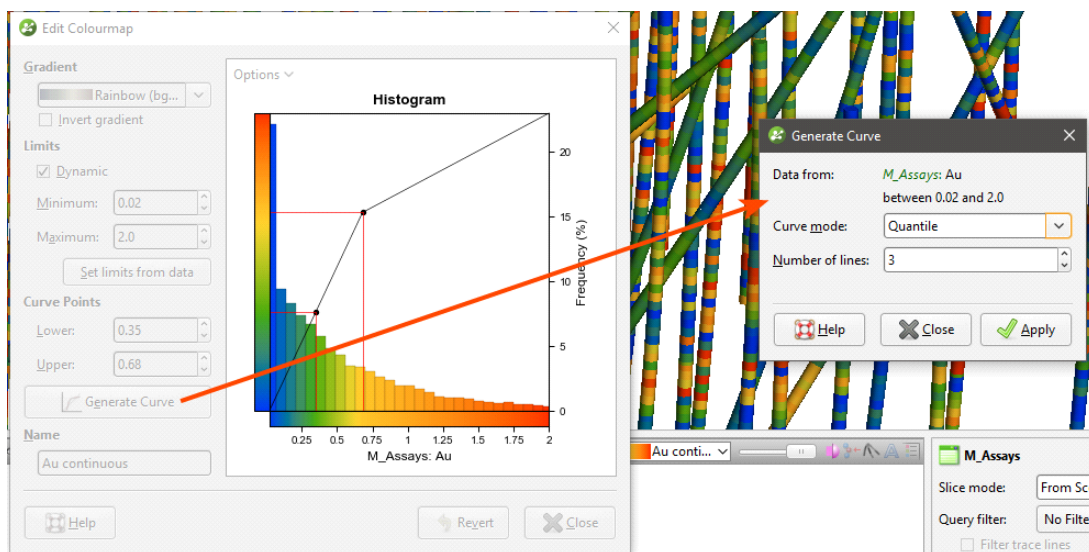 Edit Colourmap
Gradient
Rainbow (bg...
Invert gradient
Limits
Dynamic
Minimum: 0.02
Maximum: 2.0
Set limits from data
Curve Points
Lower: 0.35
Upper: 0.68
Generate Curve
Name
Au continuous
Help
Revert
Close
Options
Histogram
20
15
10
5
0
Frequency (%)
0.25 0.5 0.75 1 1.25 1.5 1.75 2
M_Assays: Au
Generate Curve
Data from: M_Assays: Au
between 0.02 and 2.0
Curve mode: Quantile
Number of lines: 3
Help
Close
Apply
Au conti...
M_Assays
Slice mode: From Sc
Query filter: No Filte
Filter trace lines